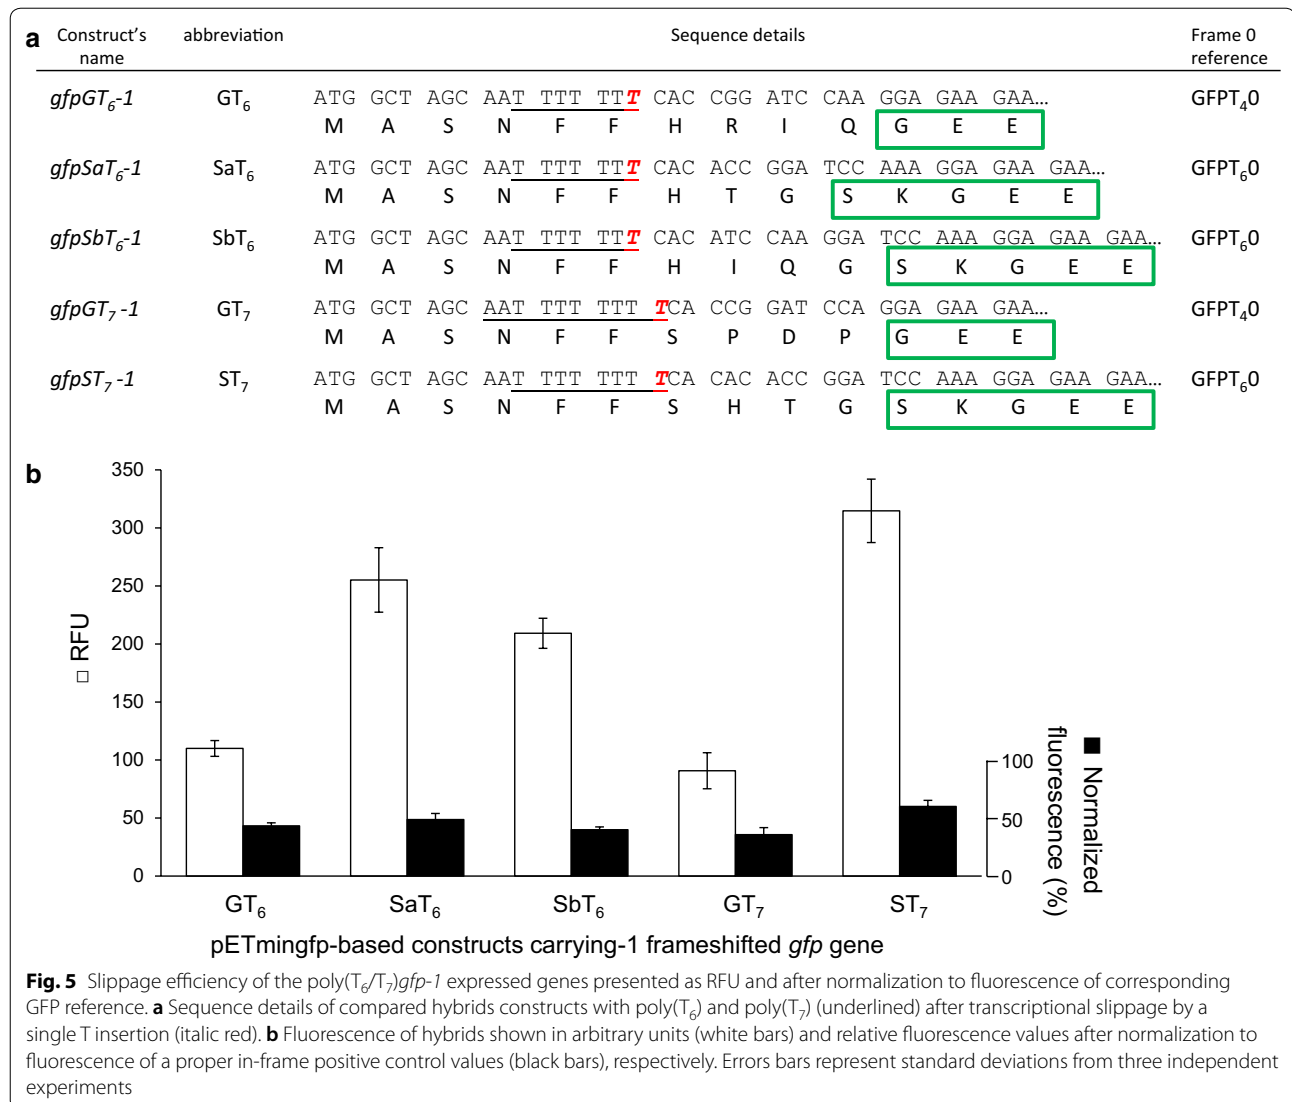 a Construct's name abbreviation Sequence details Frame 0 reference
gfpGT6-1 GT6 ATG GCT AGC AAT TTT TTT CAC CGG ATC CAA GGA GAA GAA... GFPT40
M A S N F F H R I Q G E E
gfpSaT6-1 SaT6 ATG GCT AGC AAT TTT TTT CAC ACC GGA TCC AAA GGA GAA GAA... GFPT60
M A S N F F H T G S K G E E
gfpSbT6-1 SbT6 ATG GCT AGC AAT TTT TTT CAC ATC CAA GGA TCC AAA GGA GAA GAA... GFPT60
M A S N F F H I Q G S K G E E
gfpGT7-1 GT7 ATG GCT AGC AAT TTT TTT TCA CCG GAT CCA GGA GAA GAA... GFPT40
M A S N F F S P D P G E E
gfpST7-1 ST7 ATG GCT AGC AAT TTT TTT TCA CAC ACC GGA TCC AAA GGA GAA GAA... GFPT60
M A S N F F S H T G S K G E E
b
350
300
250
200
150
100
50
0
□ RFU
100
50
0
■ Normalized fluorescence (%)
GT6 SaT6 SbT6 GT7 ST7
pETmingfp-based constructs carrying-1 frameshifted gfp gene
Fig. 5 Slippage efficiency of the poly(T6/T7)gfp-1 expressed genes presented as RFU and after normalization to fluorescence of corresponding
GFP reference. a Sequence details of compared hybrids constructs with poly(T6) and poly(T7) (underlined) after transcriptional slippage by a
single T insertion (italic red). b Fluorescence of hybrids shown in arbitrary units (white bars) and relative fluorescence values after normalization to
fluorescence of a proper in-frame positive control values (black bars), respectively. Errors bars represent standard deviations from three independent
experiments